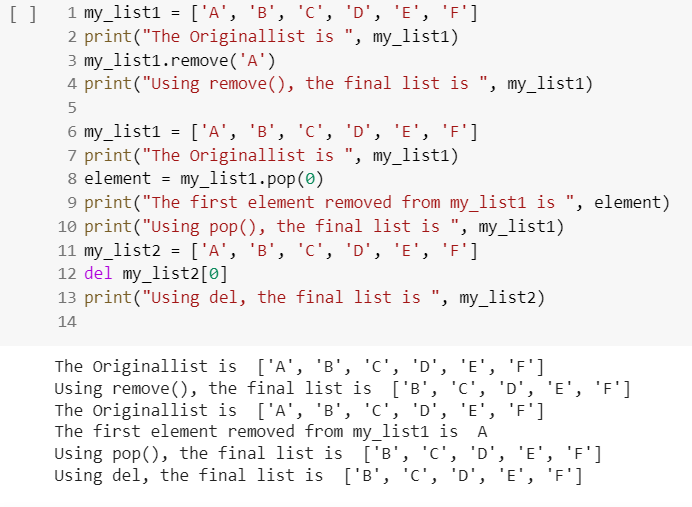 [ ] 1 my_list1 = ['A', 'B', 'C', 'D', 'E', 'F']
2 print("The Originallist is ", my_list1)
3 my_list1.remove('A')
4 print("Using remove(), the final list is ", my_list1)
5
6 my_list1 = ['A', 'B', 'C', 'D', 'E', 'F']
7 print("The Originallist is ", my_list1)
8 element = my_list1.pop(0)
9 print("The first element removed from my_list1 is ", element)
10 print("Using pop(), the final list is ", my_list1)
11 my_list2 = ['A', 'B', 'C', 'D', 'E', 'F']
12 del my_list2[0]
13 print("Using del, the final list is ", my_list2)
14
The Originallist is  ['A', 'B', 'C', 'D', 'E', 'F']
Using remove(), the final list is  ['B', 'C', 'D', 'E', 'F']
The Originallist is  ['A', 'B', 'C', 'D', 'E', 'F']
The first element removed from my_list1 is  A
Using pop(), the final list is  ['B', 'C', 'D', 'E', 'F']
Using del, the final list is  ['B', 'C', 'D', 'E', 'F']